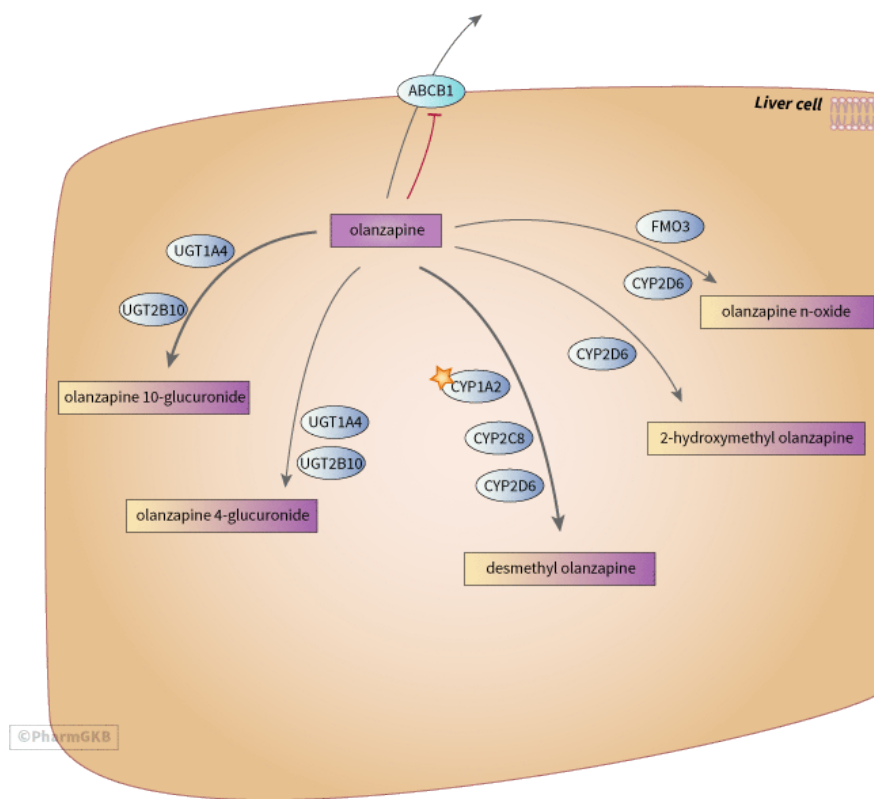 ABCB1
Liver cell
olanzapine
FMO3
UGT1A4
CYP2D6
UGT2B10
olanzapine n-oxide
CYP2D6
CYP1A2
olanzapine 10-glucuronide
UGT1A4
CYP2C8
2-hydroxymethyl olanzapine
UGT2B10
CYP2D6
olanzapine 4-glucuronide
desmethyl olanzapine
©PharmGKB